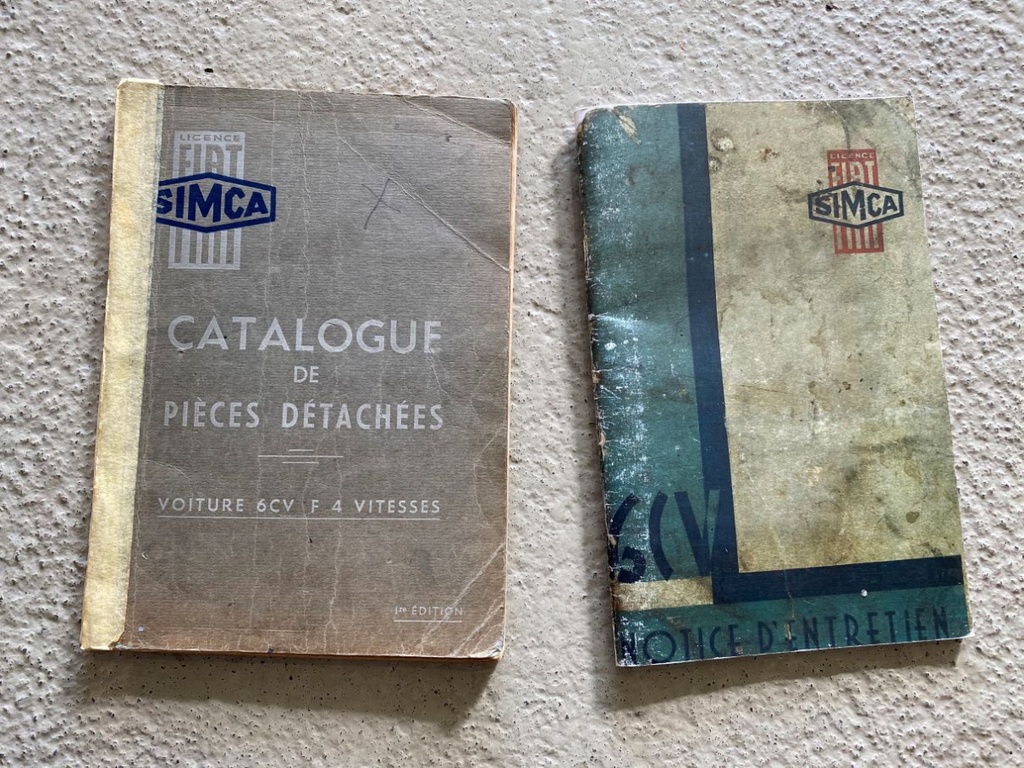 LICENCE
FIAT
SIMCA
CATALOGUE
DE
PIÈCES DÉTACHÉES
VOITURE 6CV F 4 VITESSES
1re ÉDITION
LICENCE
FIAT
SIMCA
6CV
NOTICE D'ENTRETIEN